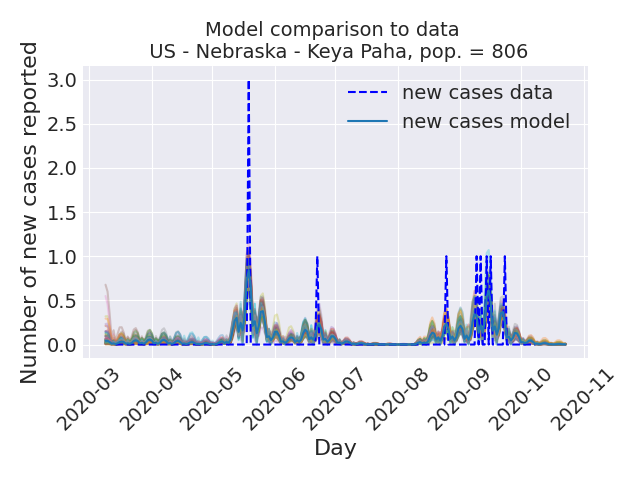 Model comparison to data
US - Nebraska - Keya Paha, pop. = 806
Number of new cases reported
3.0
2.5
2.0
1.5
1.0
0.5
0.0
new cases data
new cases model
2020-03
2020-04
2020-05
2020-06
2020-07
2020-08
2020-09
2020-10
2020-11
Day